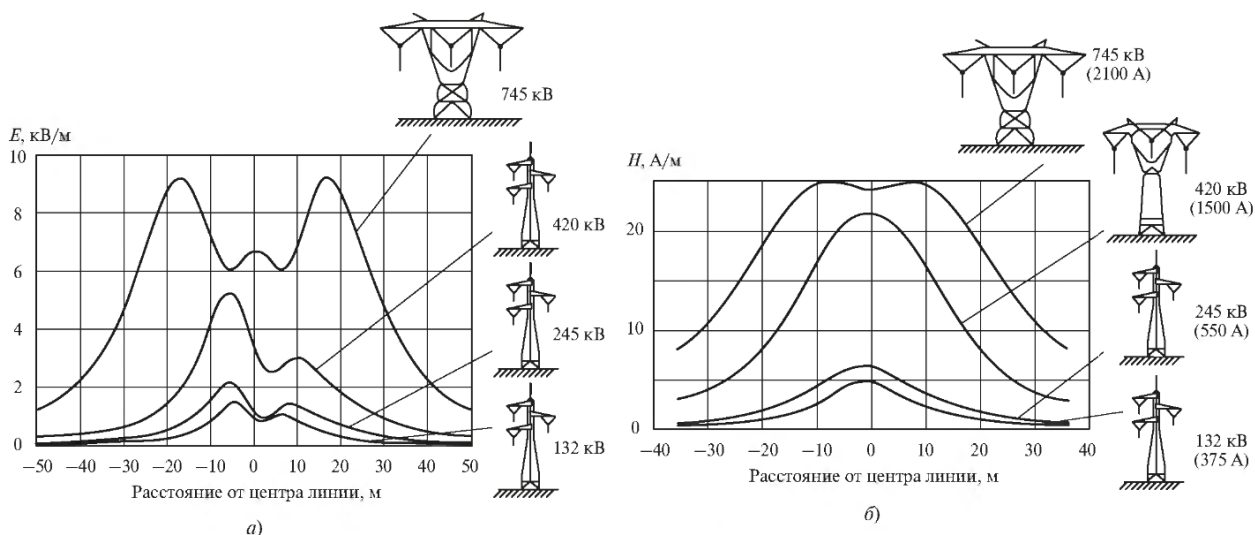 745 кВ
E, кВ/м
10
8
6
4
2
0
−50 −40 −30 −20 −10 0 10 20 30 40 50
Расстояние от центра линии, м
а)
420 кВ
245 кВ
132 кВ
745 кВ
(2100 А)
H, А/м
20
10
0
−40 −30 −20 −10 0 10 20 30 40
Расстояние от центра линии, м
б)
420 кВ
(1500 А)
245 кВ
(550 А)
132 кВ
(375 А)